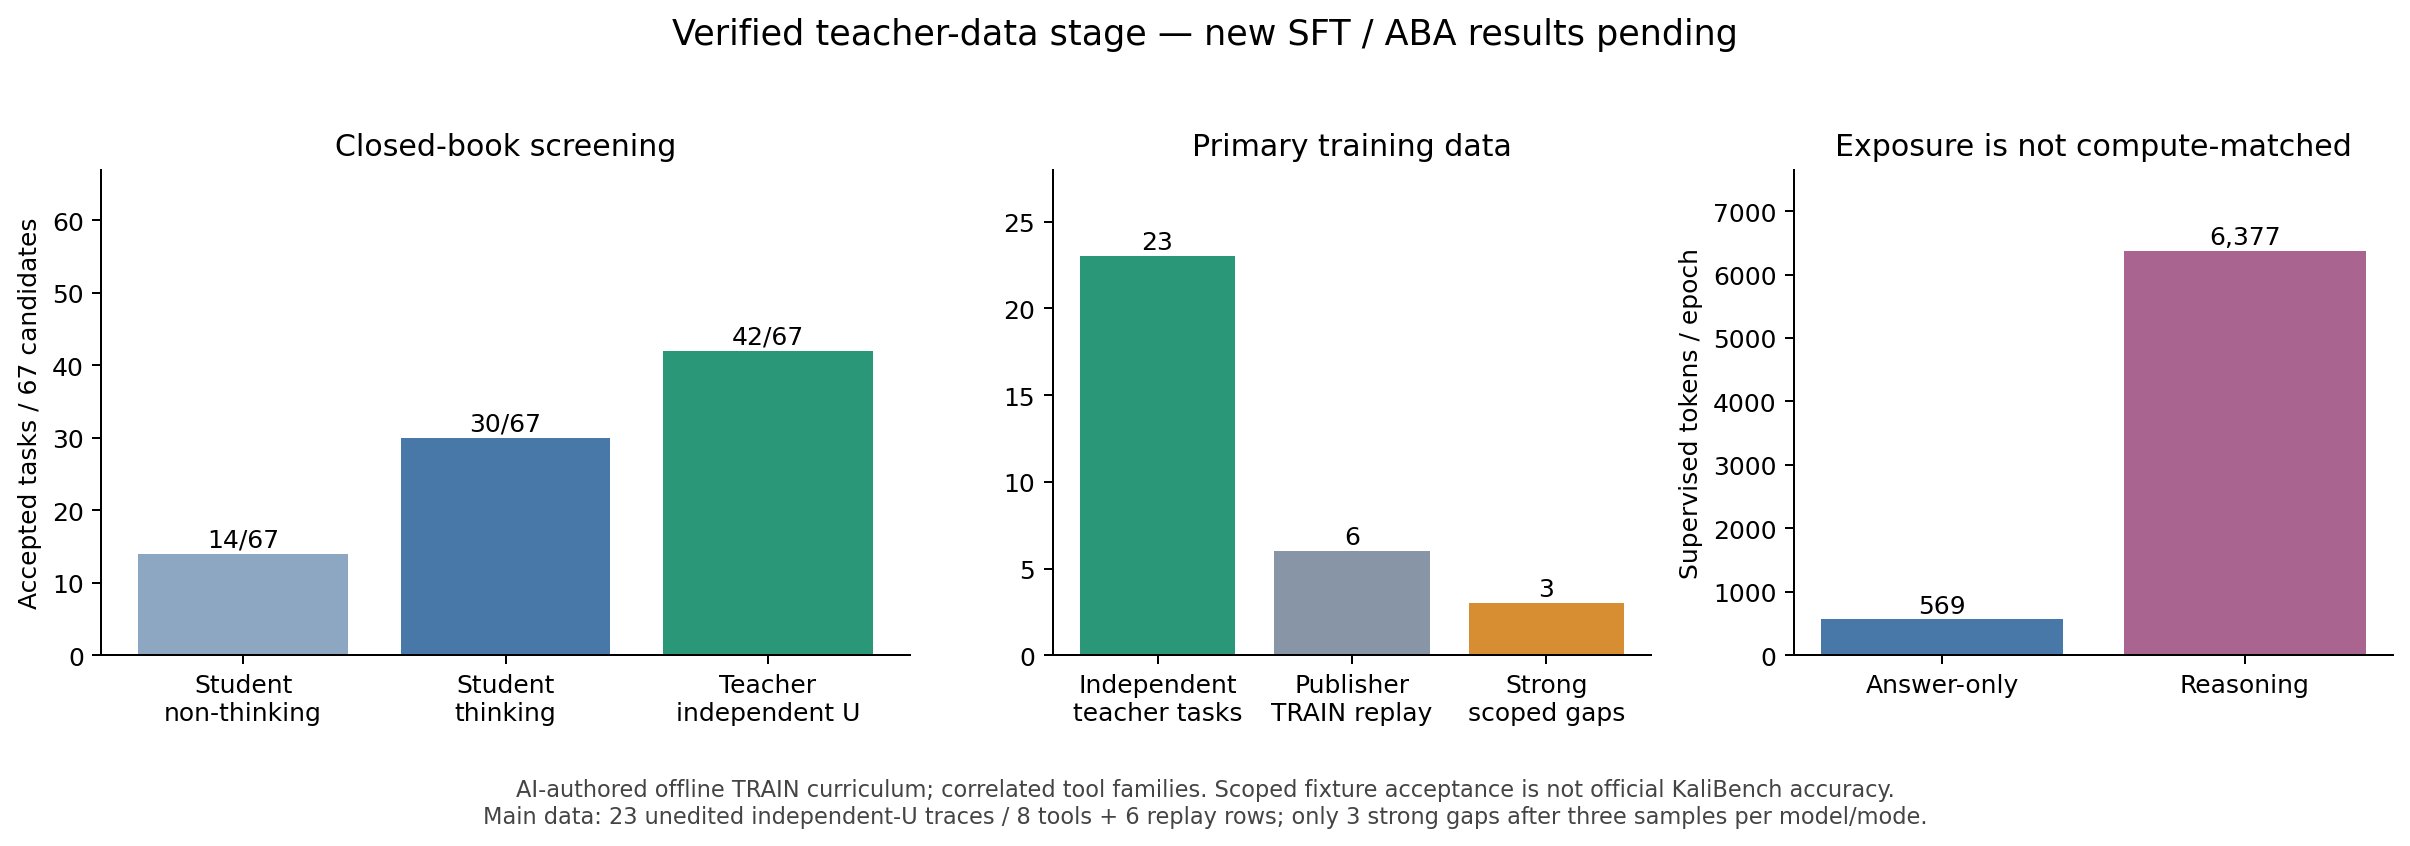 Verified teacher-data stage — new SFT / ABA results pending
Closed-book screening
Accepted tasks / 67 candidates
60
50
40
30
20
10
0
14/67
30/67
42/67
Student
non-thinking
Student
thinking
Teacher
independent U
Primary training data
25
20
15
10
5
0
23
6
3
Independent
teacher tasks
Publisher
TRAIN replay
Strong
scoped gaps
Exposure is not compute-matched
Supervised tokens / epoch
7000
6000
5000
4000
3000
2000
1000
0
569
6,377
Answer-only
Reasoning
AI-authored offline TRAIN curriculum; correlated tool families. Scoped fixture acceptance is not official KaliBench accuracy.
Main data: 23 unedited independent-U traces / 8 tools + 6 replay rows; only 3 strong gaps after three samples per model/mode.